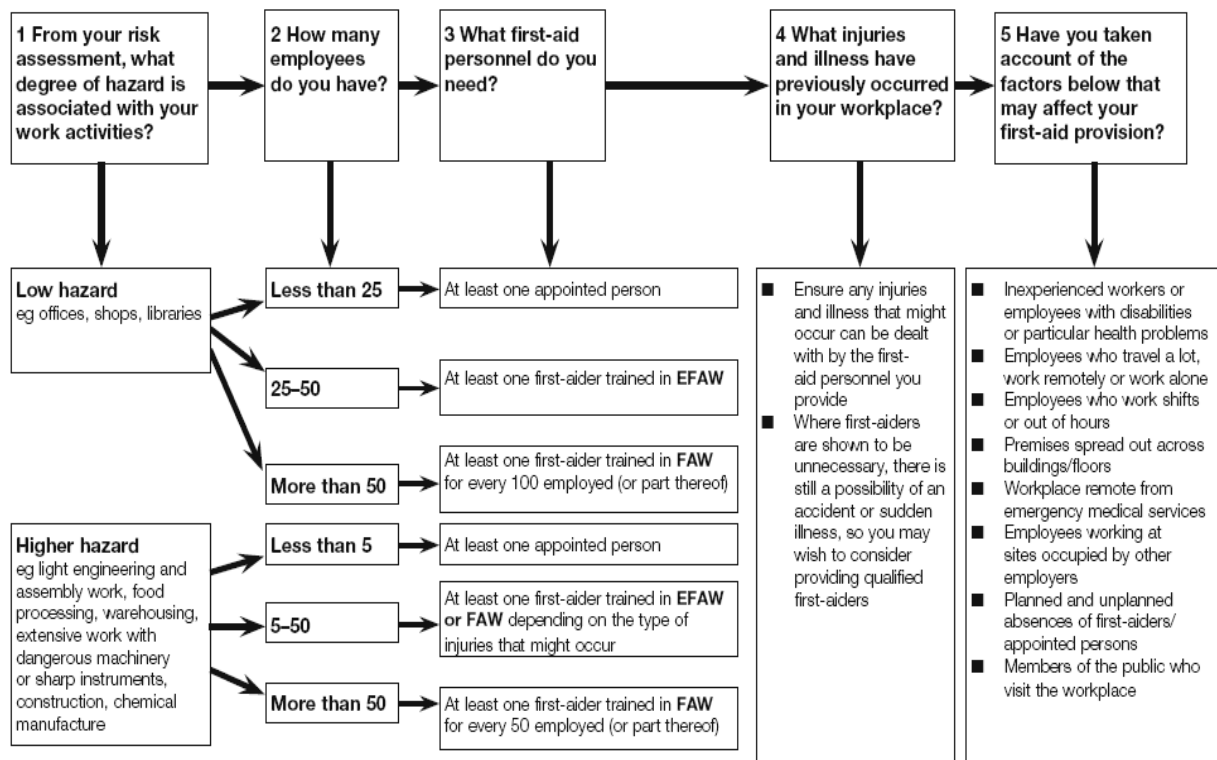 1 From your risk
assessment, what
degree of hazard is
associated with your
work activities?
2 How many
employees
do you have?
3 What first-aid
personnel do you
need?
4 What injuries
and illness have
previously occurred
in your workplace?
5 Have you taken
account of the
factors below that
may affect your
first-aid provision?
Low hazard
eg offices, shops, libraries
Less than 25
At least one appointed person
25–50
At least one first-aider trained in EFAW
More than 50
At least one first-aider trained in FAW
for every 100 employed (or part thereof)
Higher hazard
eg light engineering and
assembly work, food
processing, warehousing,
extensive work with
dangerous machinery
or sharp instruments,
construction, chemical
manufacture
Less than 5
At least one appointed person
5–50
At least one first-aider trained in EFAW
or FAW depending on the type of
injuries that might occur
More than 50
At least one first-aider trained in FAW
for every 50 employed (or part thereof)
■ Ensure any injuries
and illness that might
occur can be dealt
with by the first-
aid personnel you
provide
■ Where first-aiders
are shown to be
unnecessary, there is
still a possibility of an
accident or sudden
illness, so you may
wish to consider
providing qualified
first-aiders
■ Inexperienced workers or
employees with disabilities
or particular health problems
■ Employees who travel a lot,
work remotely or work alone
■ Employees who work shifts
or out of hours
■ Premises spread out across
buildings/floors
■ Workplace remote from
emergency medical services
■ Employees working at
sites occupied by other
employers
■ Planned and unplanned
absences of first-aiders/
appointed persons
■ Members of the public who
visit the workplace